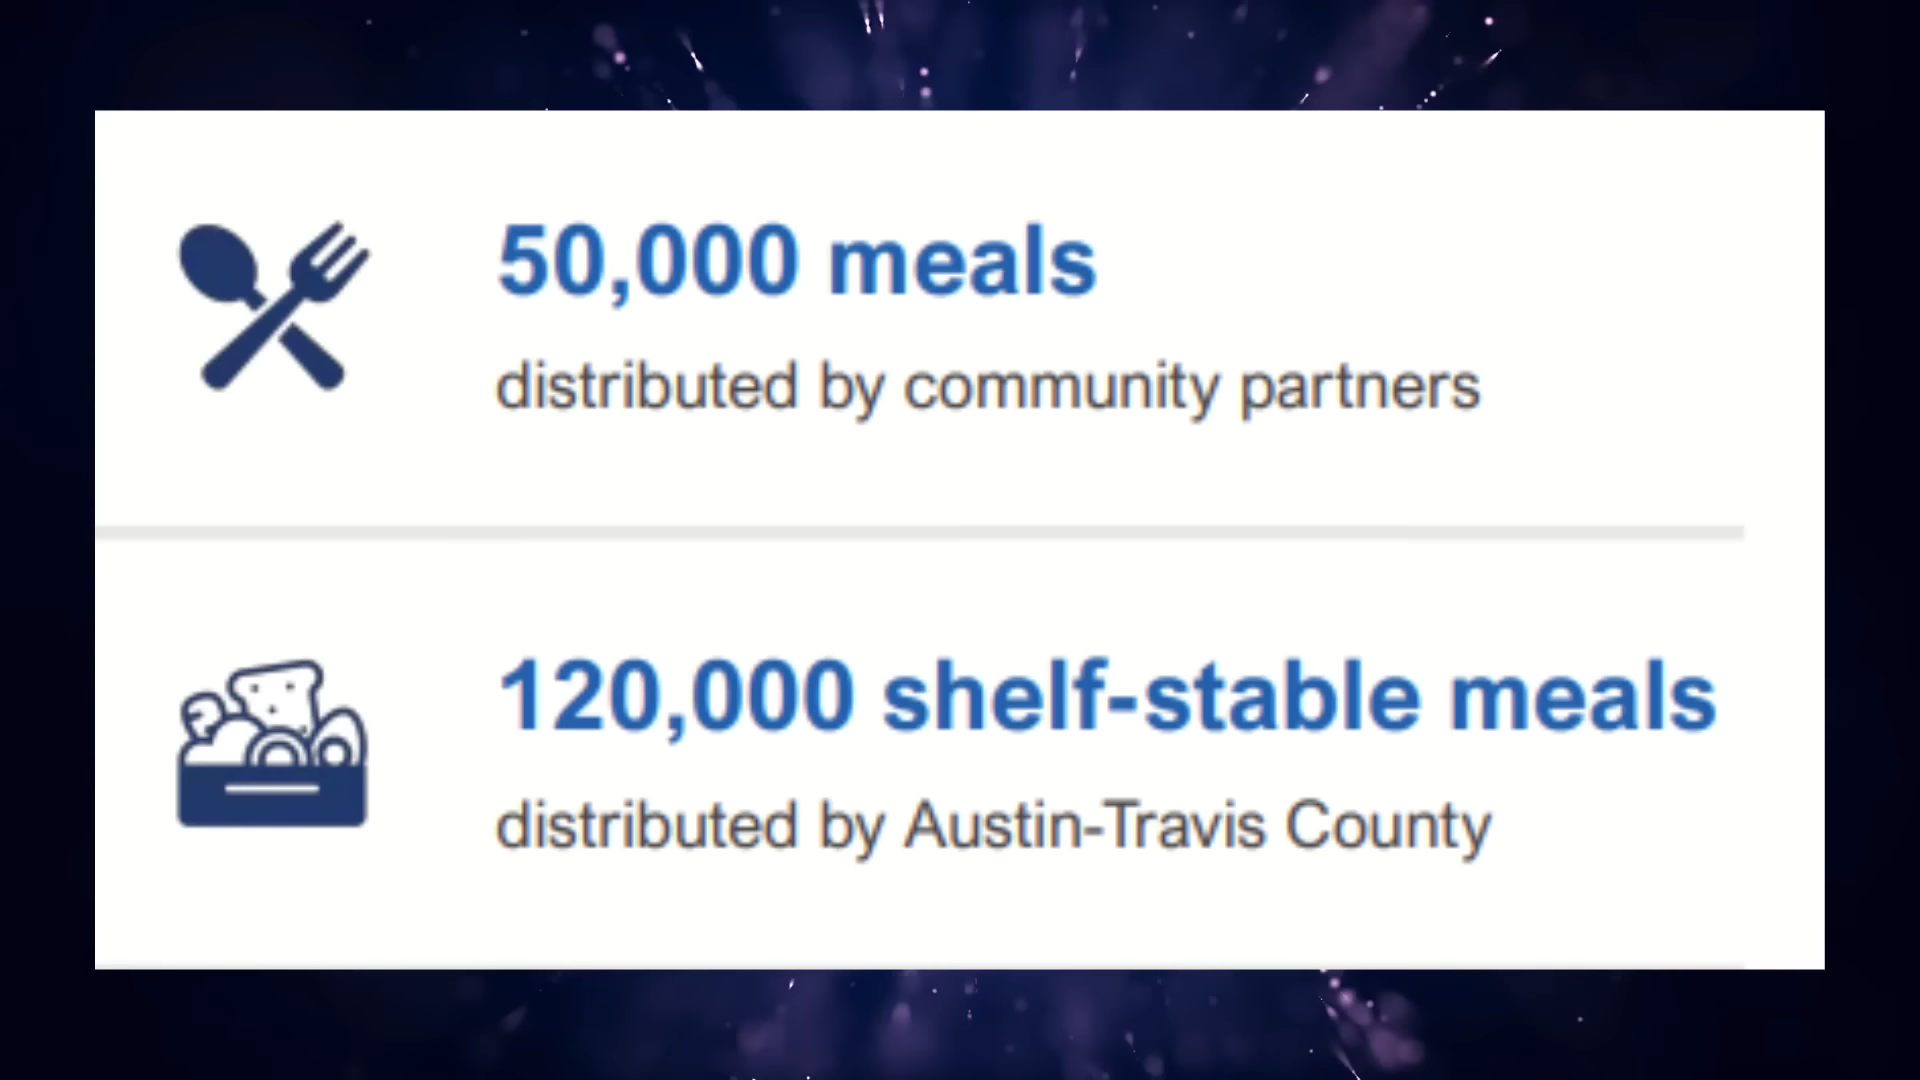 50,000 meals
distributed by community partners
120,000 shelf-stable meals
distributed by Austin-Travis County